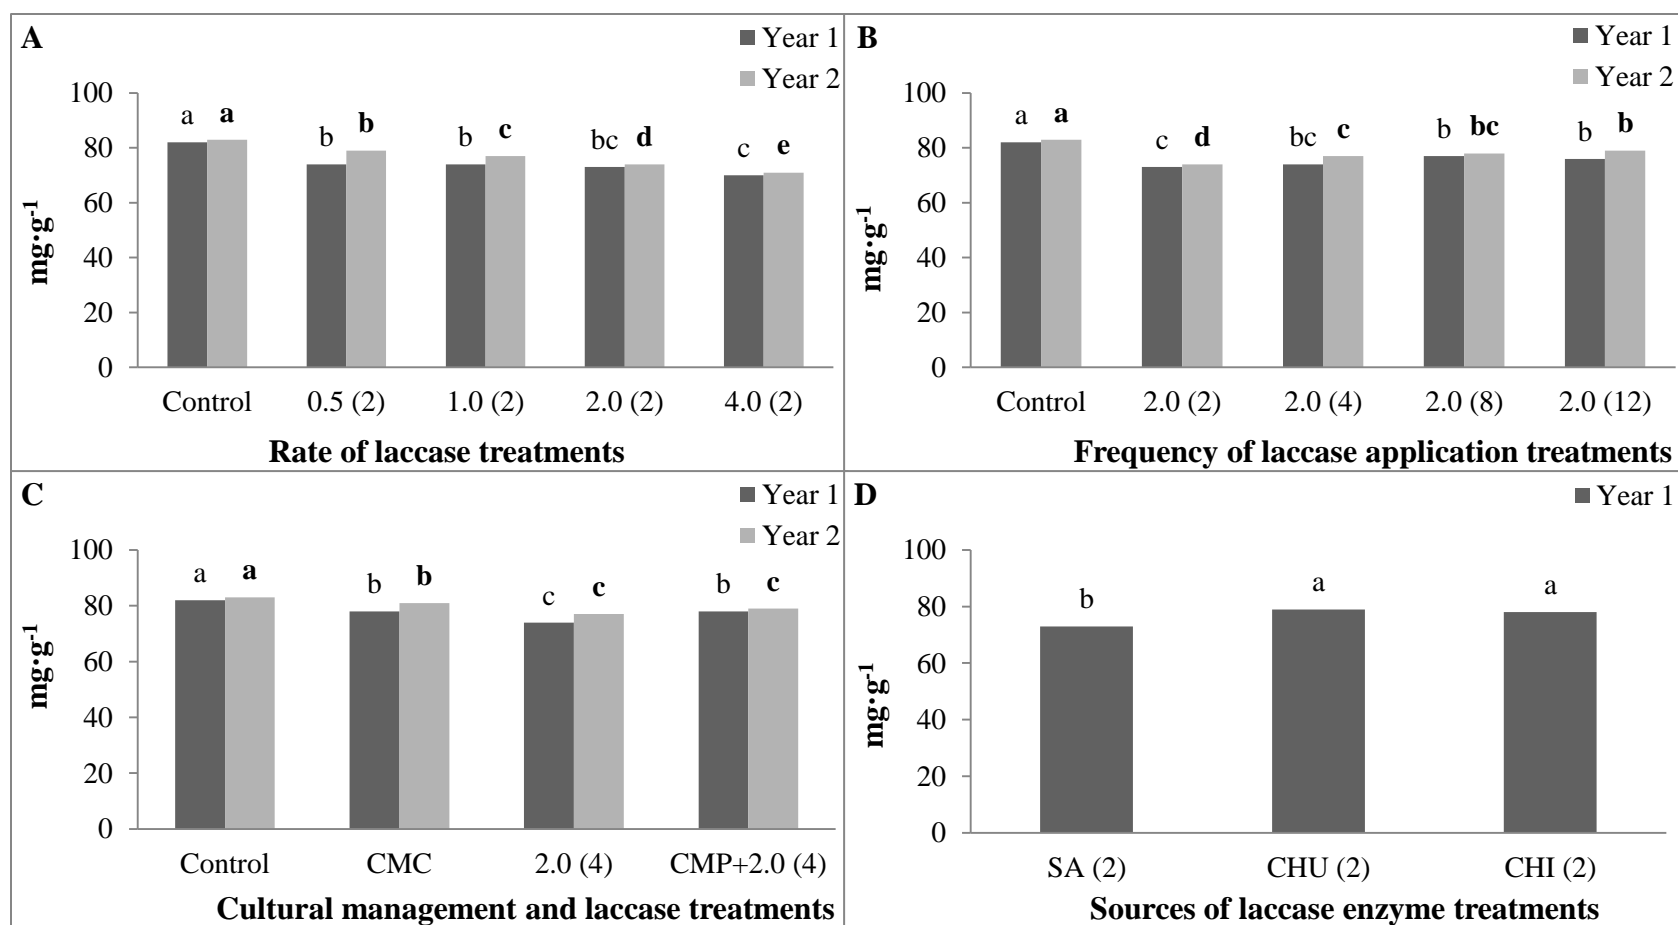 A
Year 1
Year 2
100
80
60
40
20
0
mg·g-1
a a b b b c bc d c e
Control 0.5 (2) 1.0 (2) 2.0 (2) 4.0 (2)
Rate of laccase treatments
B
Year 1
Year 2
100
80
60
40
20
0
mg·g-1
a a c d bc c b bc b b
Control 2.0 (2) 2.0 (4) 2.0 (8) 2.0 (12)
Frequency of laccase application treatments
C
Year 1
Year 2
100
80
60
40
20
0
mg·g-1
a a b b c c b c
Control CMC 2.0 (4) CMP+2.0 (4)
Cultural management and laccase treatments
D
Year 1
100
80
60
40
20
0
mg·g-1
b a a
SA (2) CHU (2) CHI (2)
Sources of laccase enzyme treatments